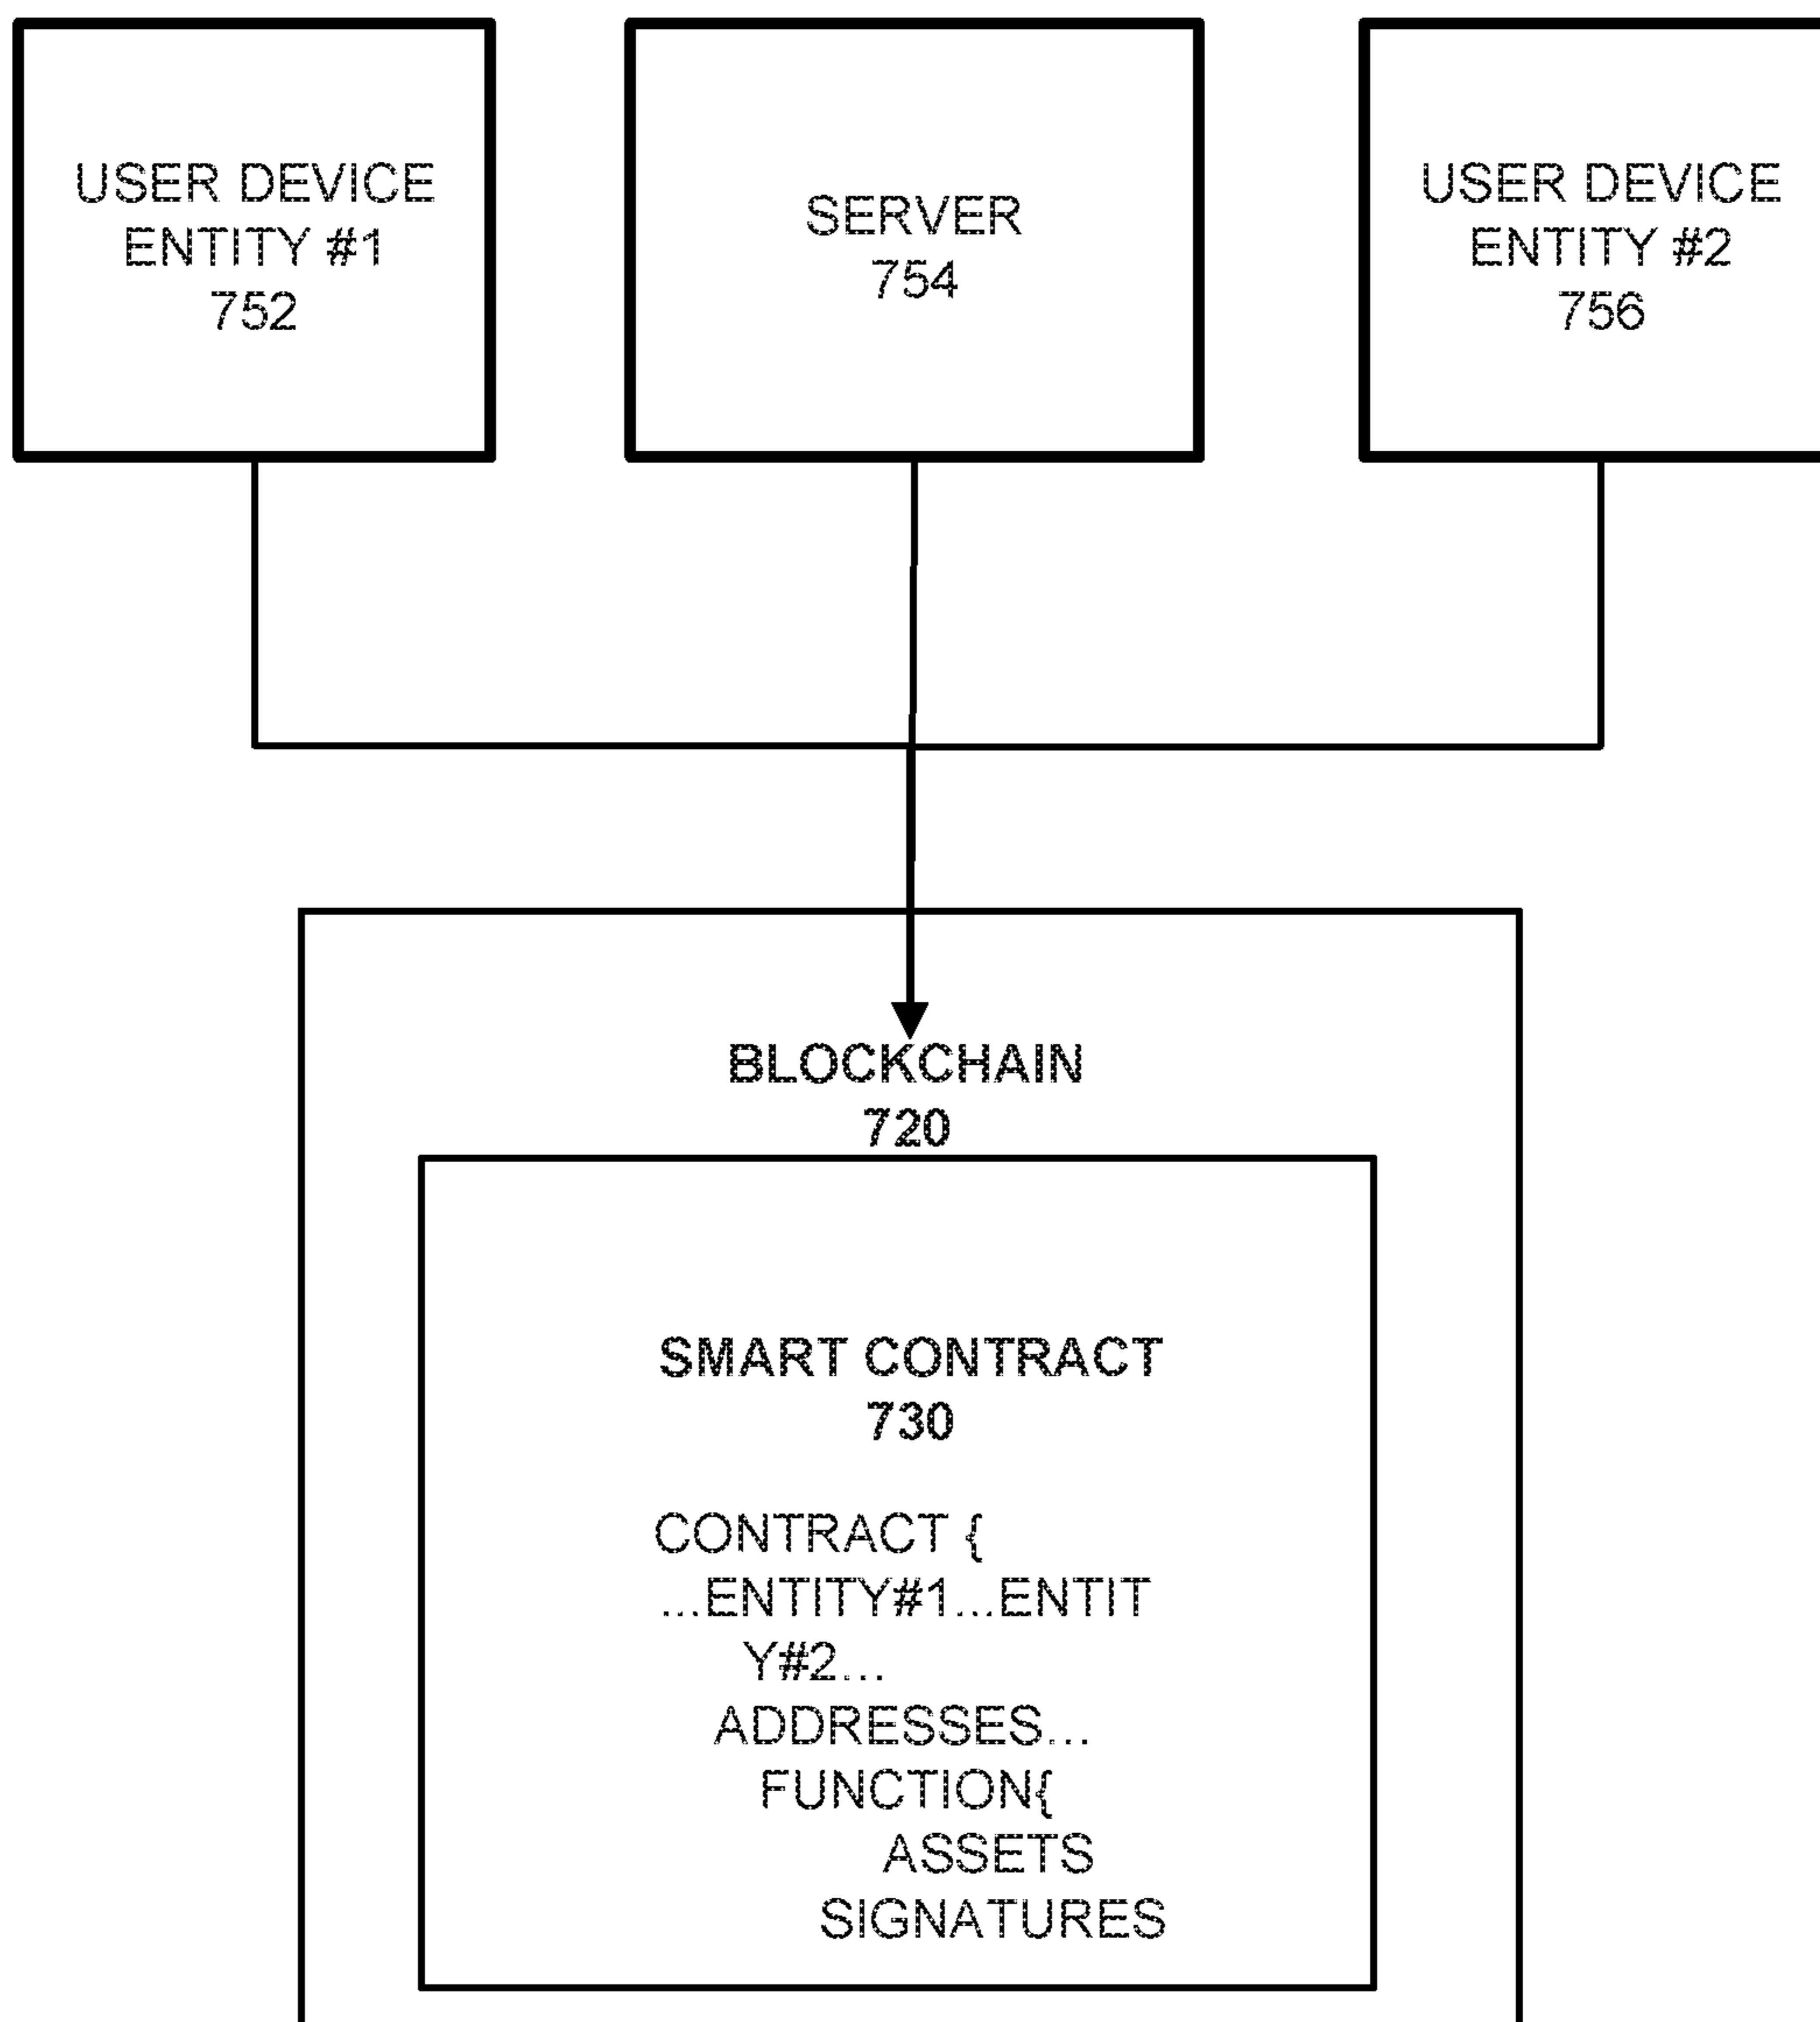 USER DEVICE
ENTITY #1
752
SERVER
754
USER DEVICE
ENTITY #2
756
BLOCKCHAIN
720
SMART CONTRACT
730
CONTRACT {
...ENTITY#1...ENTIT
Y#2...
ADDRESSES...
FUNCTION{
ASSETS
SIGNATURES